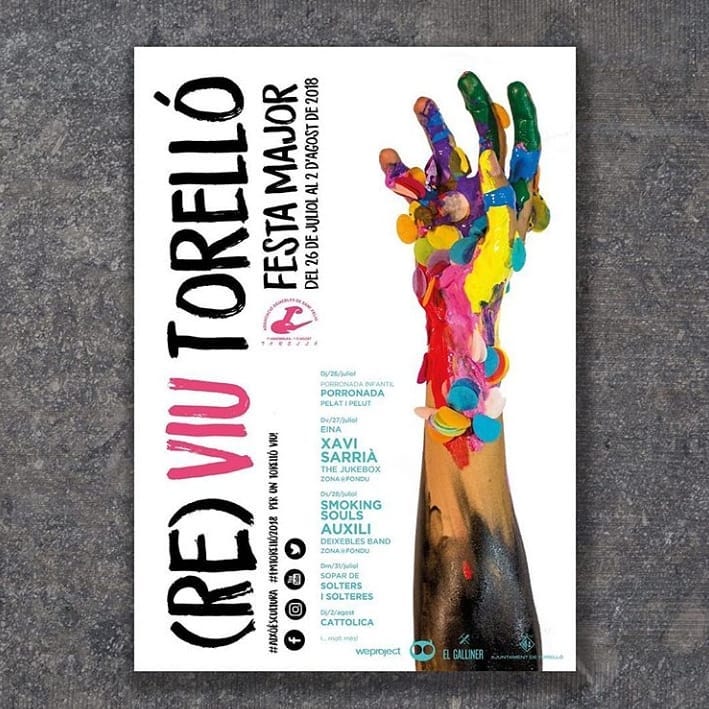 (RE) VIU TORELLÓ
FESTA MAJOR
DEL 26 DE JULIOL AL 2 D'AGOST DE 2018
Dj/26/juliol
PORRONADA INFANTIL
PORRONADA
PELAT I PELUT
Dv/27/juliol
EINA
XAVI
SARRIÀ
THE JUKEBOX
ZONA@FONDU
Ds/28/juliol
SMOKING
SOULS
AUXILI
DEIXEBLES BAND
ZONA@FONDU
Dm/31/juliol
SOPAR DE
SOLTERS
I SOLTERES
Dj/2/agost
CATTOLICA
i... molt més!
#AIXÒÉSCULTURA #FMTORELLÓ2018 PER UN TORELLÓ VIU!
weproject
EL GALLINER
AJUNTAMENT DE TORELLÓ